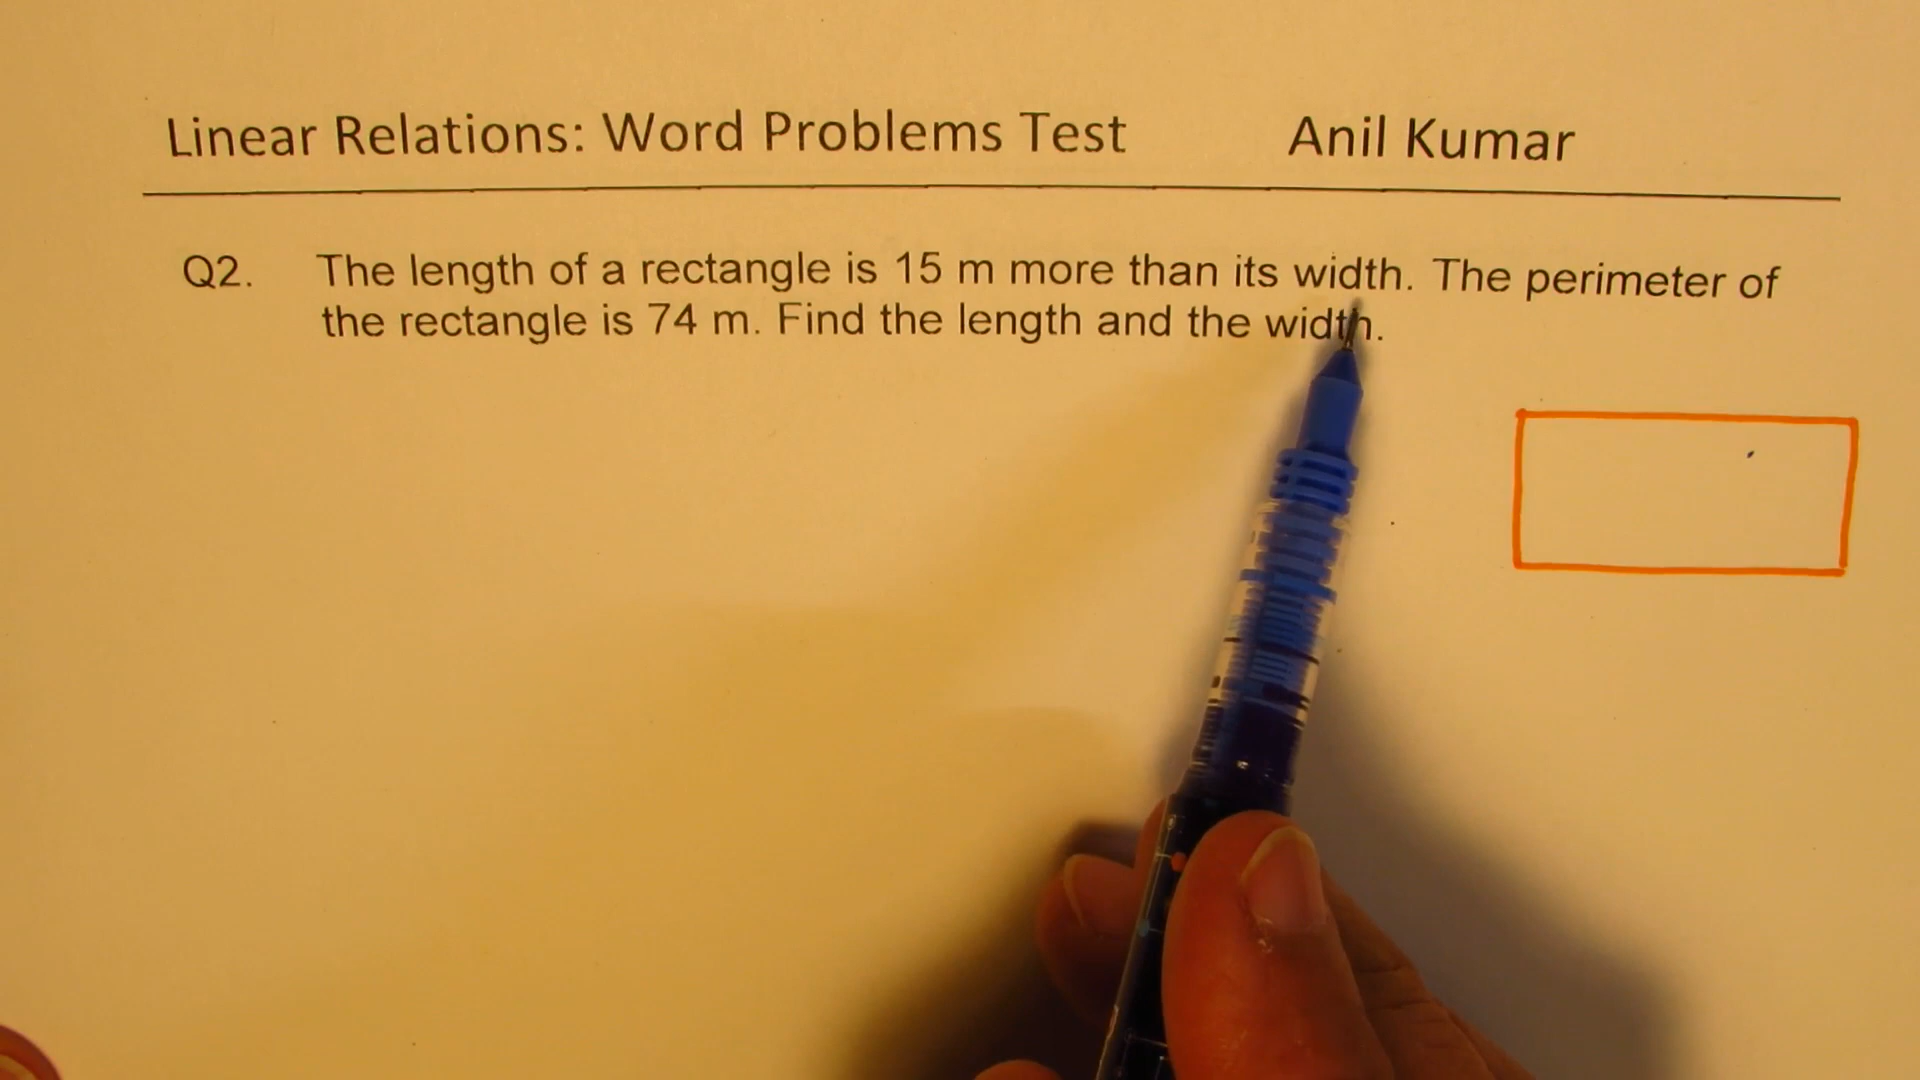 Linear Relations: Word Problems Test Anil Kumar
Q2. The length of a rectangle is 15 m more than its width. The perimeter of
the rectangle is 74 m. Find the length and the width.